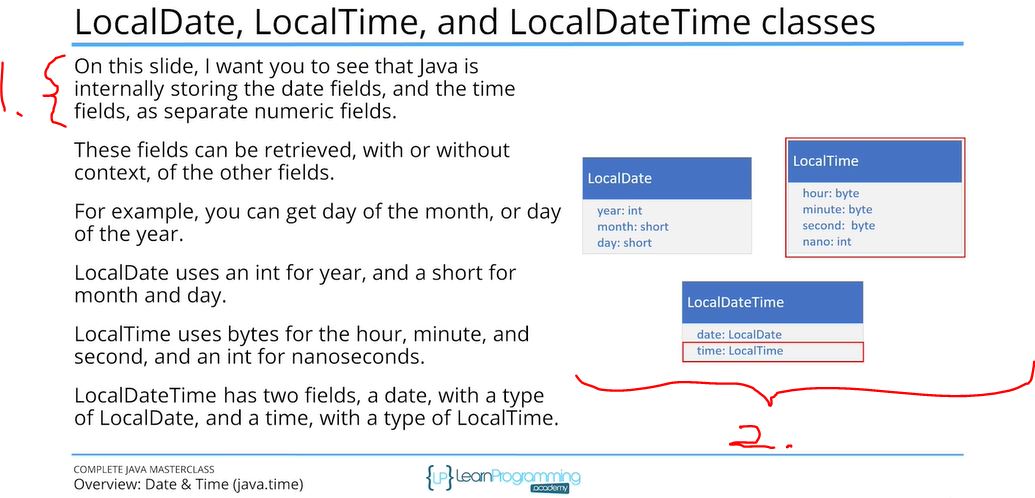 LocalDate, LocalTime, and LocalDateTime classes
1.
On this slide, I want you to see that Java is
internally storing the date fields, and the time
fields, as separate numeric fields.
These fields can be retrieved, with or without
context, of the other fields.
For example, you can get day of the month, or day
of the year.
LocalDate uses an int for year, and a short for
month and day.
LocalTime uses bytes for the hour, minute, and
second, and an int for nanoseconds.
LocalDateTime has two fields, a date, with a type
of LocalDate, and a time, with a type of LocalTime.
LocalDate
year: int
month: short
day: short
LocalTime
hour: byte
minute: byte
second: byte
nano: int
LocalDateTime
date: LocalDate
time: LocalTime
2.
COMPLETE JAVA MASTERCLASS
Overview: Date & Time (java.time)
{LP} LearnProgramming
.academy